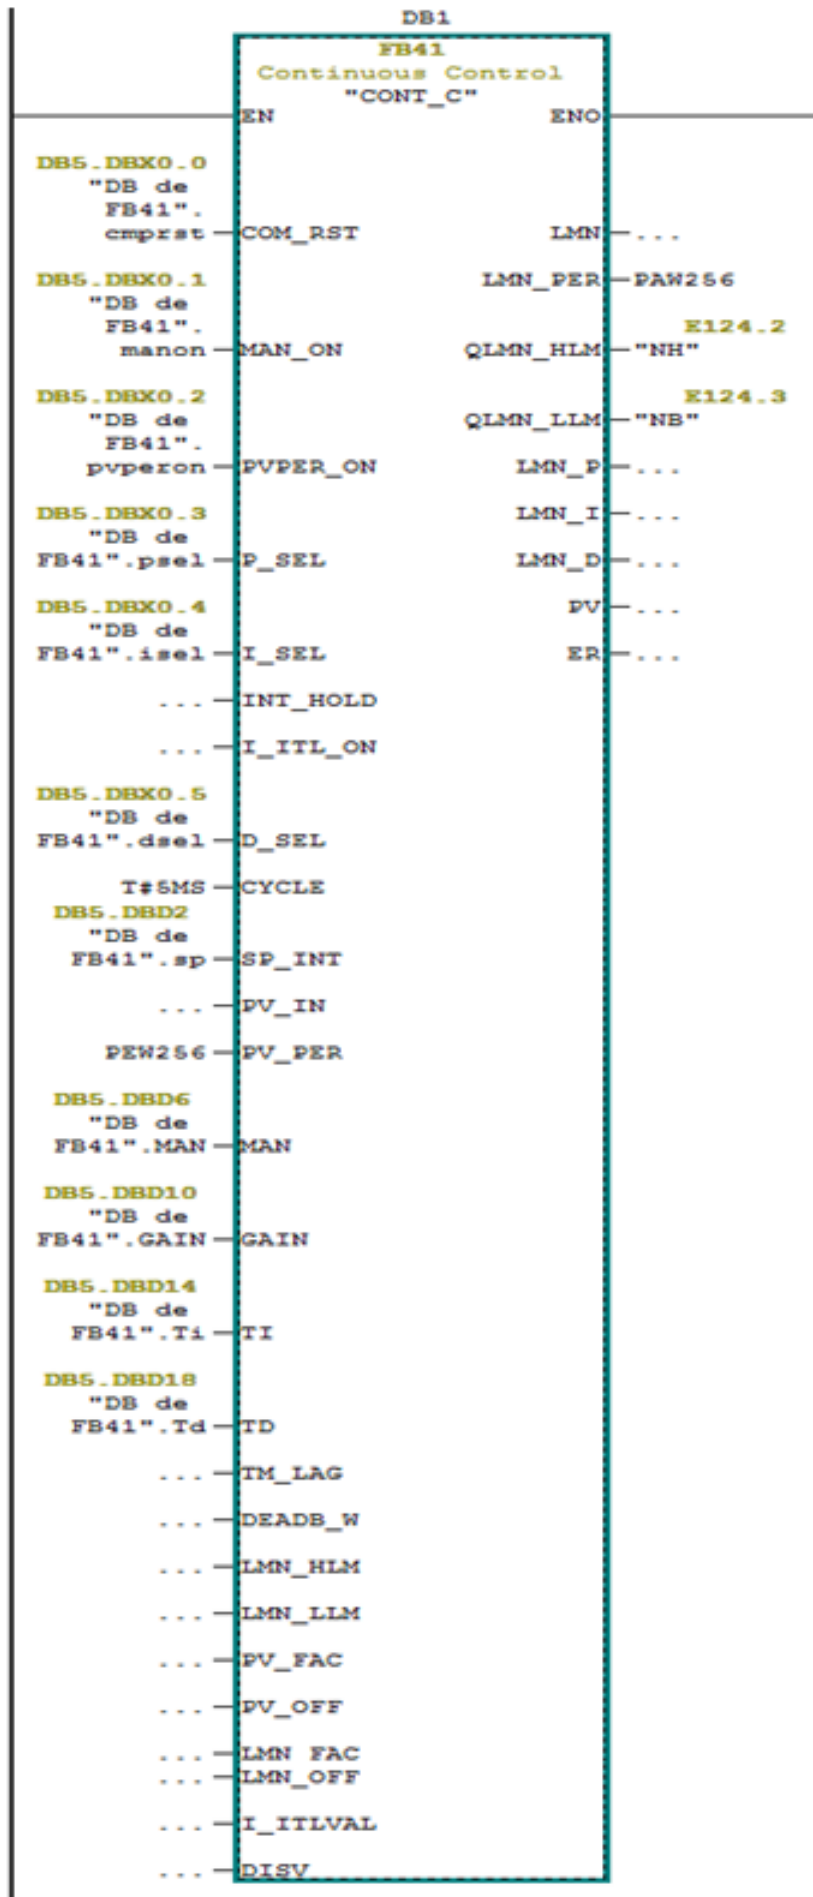 DB1
FB41
Continuous Control
"CONT_C"
EN ENO
DB5.DBX0.0
"DB de
FB41".
cmprst COM_RST LMN ...
DB5.DBX0.1 LMN_PER PAW256
"DB de
FB41". E124.2
manon MAN_ON QLMN_HLM "NH"
DB5.DBX0.2 E124.3
"DB de QLMN_LLM "NB"
FB41".
pvperon PVPER_ON LMN_P ...
DB5.DBX0.3 LMN_I ...
"DB de
FB41".psel P_SEL LMN_D ...
DB5.DBX0.4 PV ...
"DB de
FB41".isel I_SEL ER ...
... INT_HOLD
... I_ITL_ON
DB5.DBX0.5
"DB de
FB41".dsel D_SEL
T#5MS CYCLE
DB5.DBD2
"DB de
FB41".sp SP_INT
... PV_IN
PEW256 PV_PER
DB5.DBD6
"DB de
FB41".MAN MAN
DB5.DBD10
"DB de
FB41".GAIN GAIN
DB5.DBD14
"DB de
FB41".Ti TI
DB5.DBD18
"DB de
FB41".Td TD
... TM_LAG
... DEADB_W
... LMN_HLM
... LMN_LLM
... PV_FAC
... PV_OFF
... LMN_FAC
... LMN_OFF
... I_ITLVAL
... DISV